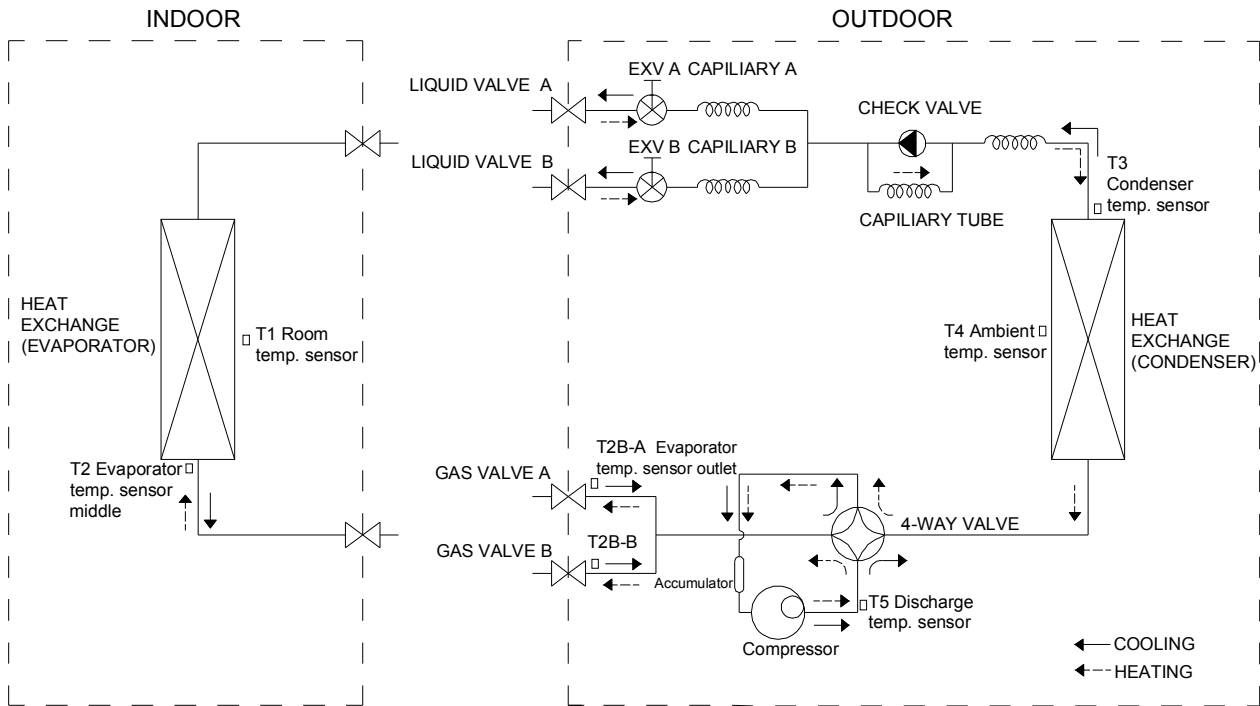 INDOOR
OUTDOOR
EXV A CAPILIARY A
LIQUID VALVE A
CHECK VALVE
LIQUID VALVE B
EXV B CAPILIARY B
T3
Condenser
temp. sensor
CAPILIARY TUBE
HEAT
EXCHANGE
(EVAPORATOR)
T1 Room
temp. sensor
T4 Ambient
temp. sensor
HEAT
EXCHANGE
(CONDENSER)
T2 Evaporator
temp. sensor
middle
T2B-A Evaporator
temp. sensor outlet
GAS VALVE A
4-WAY VALVE
GAS VALVE B
T2B-B
Accumulator
T5 Discharge
temp. sensor
Compressor
COOLING
HEATING